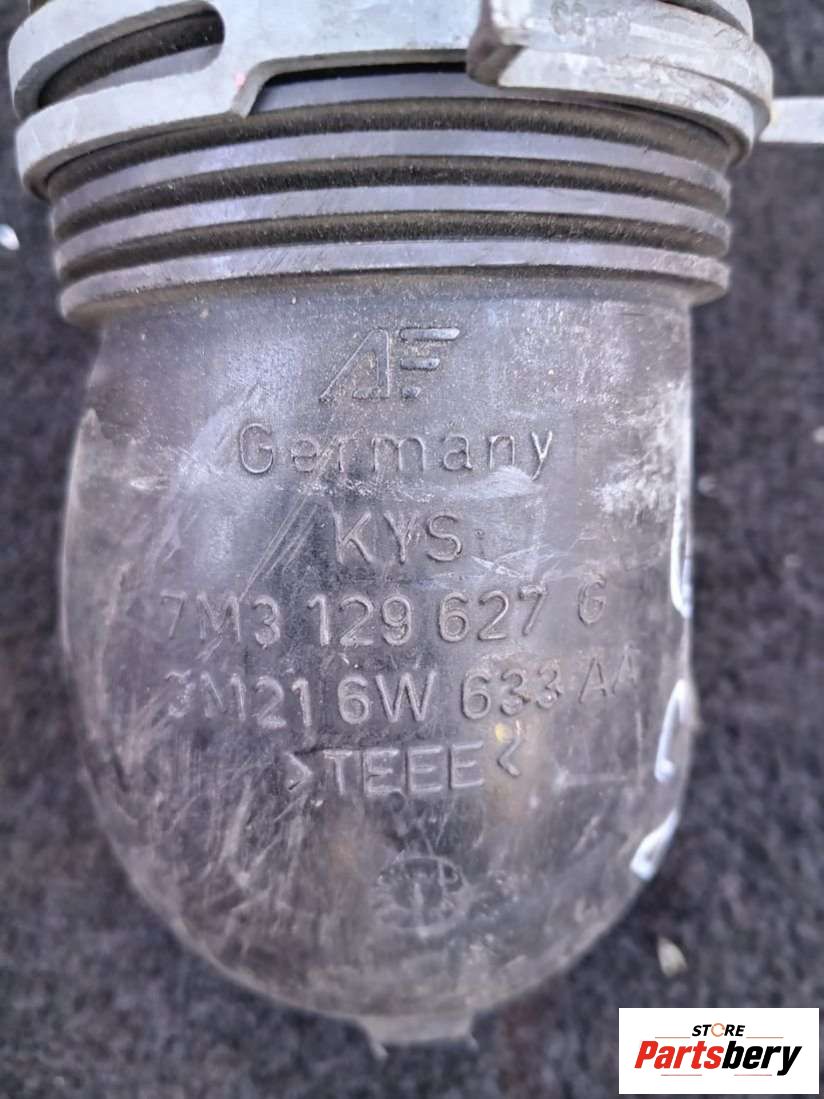 AF
Germany
KYS
7M3 129 627 G
3M21 6W 633 AA
>TEEE<
STORE
Partsbery